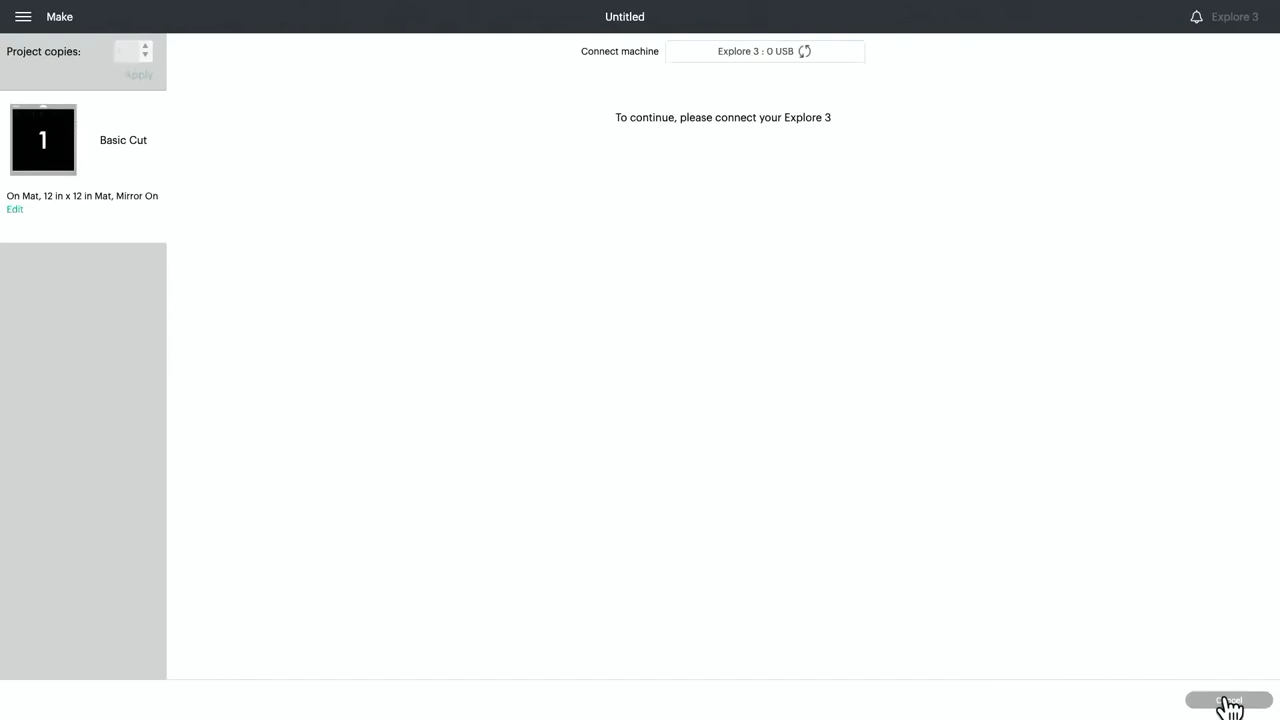 Make
Untitled
Explore 3
Project copies:
Connect machine
Explore 3 : 0 USB
Apply
To continue, please connect your Explore 3
1
Basic Cut
On Mat, 12 in x 12 in Mat, Mirror On
Edit